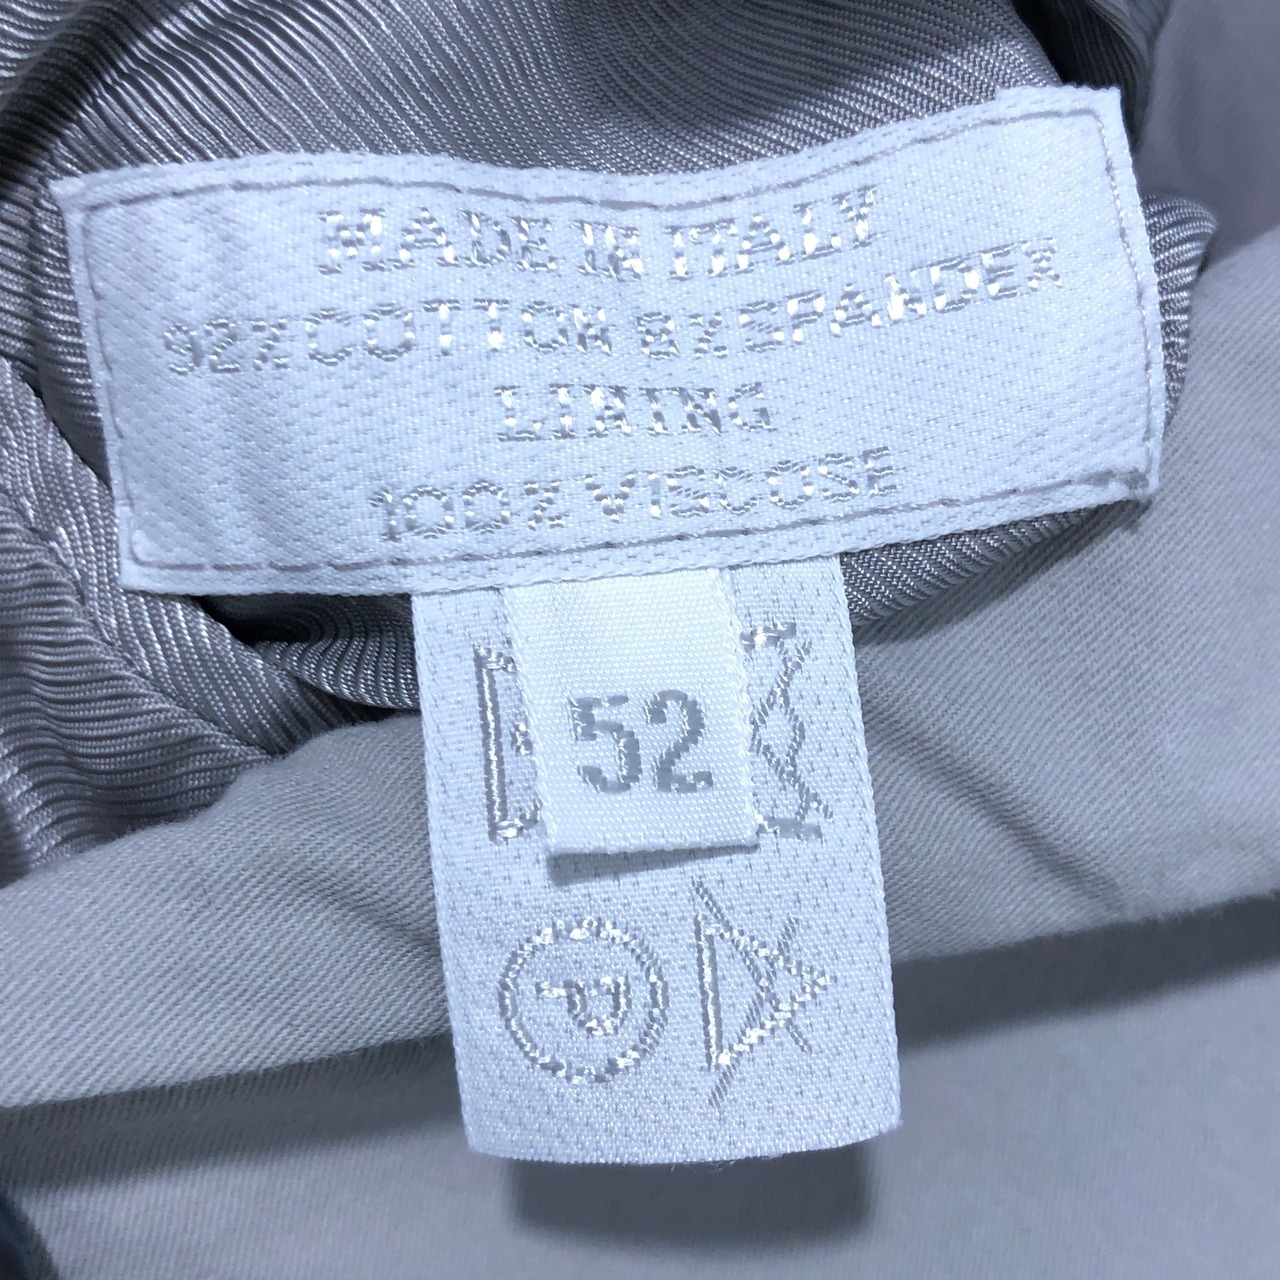 MADE IN ITALY
92%COTTON 8%SPANDEX
LINING
100% VISCOSE
52
P